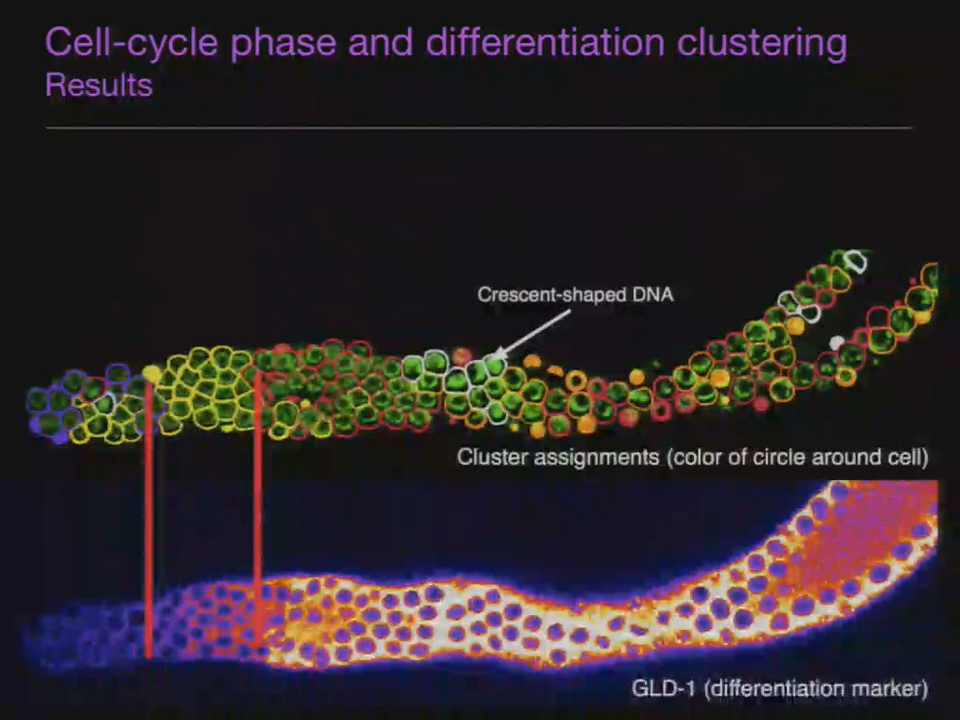 Cell-cycle phase and differentiation clustering
Results
Crescent-shaped DNA
Cluster assignments (color of circle around cell)
GLD-1 (differentiation marker)